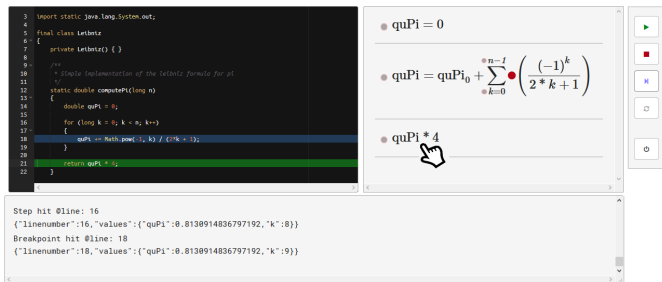 3 import static java.lang.System.out;
4
5 final class Leibniz
6 {
7 private Leibniz() { }
8
9 /**
10 * Simple implementation of the leibniz formula for pi
11 */
12 static double computePi(long n)
13 {
14 double quPi = 0;
15
16 for (long k = 0; k < n; k++)
17 {
18 quPi += Math.pow(-1, k) / (2*k + 1);
19 }
20
21 return quPi * 4;
22 }
quPi = 0
quPi = quPi₀ + ∑ₖ₌₀ⁿ⁻¹ ( (−1)ᵏ / (2 * k + 1) )
quPi * 4
Step hit @line: 16
{"linenumber":16,"values":{"quPi":0.8130914836797192,"k":8}}
Breakpoint hit @line: 18
{"linenumber":18,"values":{"quPi":0.8130914836797192,"k":9}}